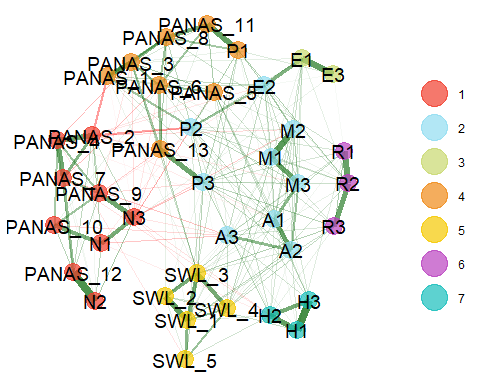 PANAS_11
PANAS_8
P1
E1
PANAS_3
E3
PANAS_1
PANAS_6
E2
PANAS_5
1
P2
M2
2
PANAS_2
PANAS_4
PANAS_13
R1
3
M1
PANAS_7
P3
M3
R2
4
PANAS_9
N3
A1
5
PANAS_10
R3
N1
A3
A2
6
PANAS_12
SWL_3
7
N2
SWL_2
H3
SWL_4
SWL_1
H2
H1
SWL_5